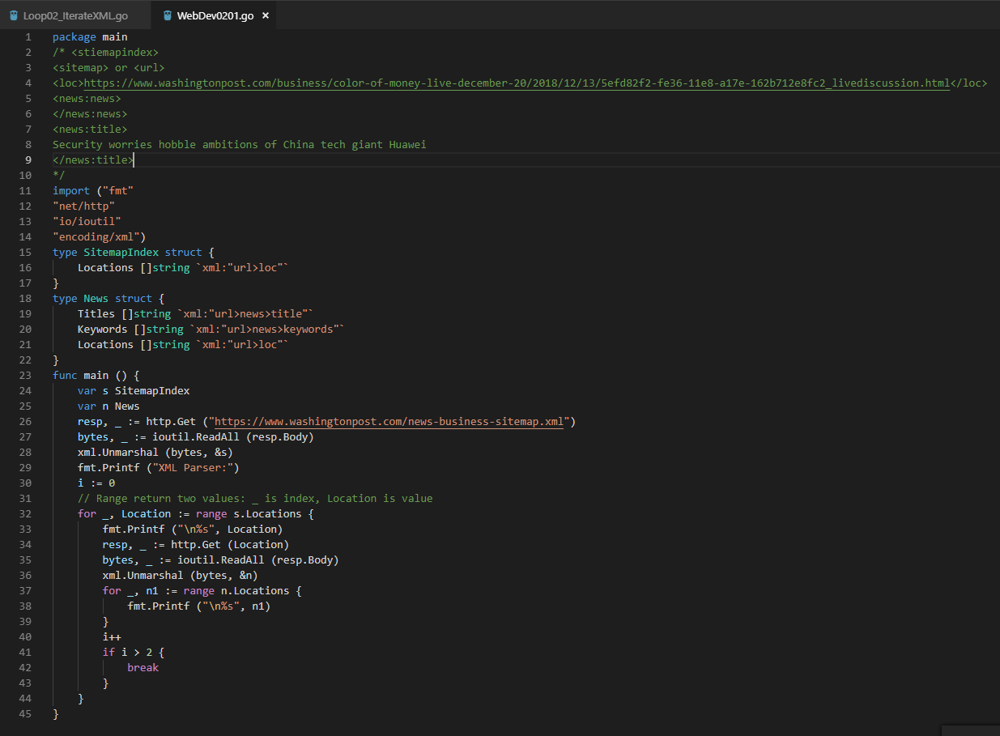 Loop02_IterateXML.go WebDev0201.go ×
1 package main
2 /* <stiemapindex>
3 <sitemap> or <url>
4 <loc>https://www.washingtonpost.com/business/color-of-money-live-december-20/2018/12/13/5efd82f2-fe36-11e8-a17e-162b712e8fc2_livediscussion.html</loc>
5 <news:news>
6 </news:news>
7 <news:title>
8 Security worries hobble ambitions of China tech giant Huawei
9 </news:title>
10 */
11 import ("fmt"
12 "net/http"
13 "io/ioutil"
14 "encoding/xml")
15 type SitemapIndex struct {
16     Locations []string `xml:"url>loc"`
17 }
18 type News struct {
19     Titles []string `xml:"url>news>title"`
20     Keywords []string `xml:"url>news>keywords"`
21     Locations []string `xml:"url>loc"`
22 }
23 func main () {
24     var s SitemapIndex
25     var n News
26     resp, _ := http.Get ("https://www.washingtonpost.com/news-business-sitemap.xml")
27     bytes, _ := ioutil.ReadAll (resp.Body)
28     xml.Unmarshal (bytes, &s)
29     fmt.Printf ("XML Parser:")
30     i := 0
31     // Range return two values: _ is index, Location is value
32     for _, Location := range s.Locations {
33         fmt.Printf ("\n%s", Location)
34         resp, _ := http.Get (Location)
35         bytes, _ := ioutil.ReadAll (resp.Body)
36         xml.Unmarshal (bytes, &n)
37         for _, n1 := range n.Locations {
38             fmt.Printf ("\n%s", n1)
39         }
40         i++
41         if i > 2 {
42             break
43         }
44     }
45 }